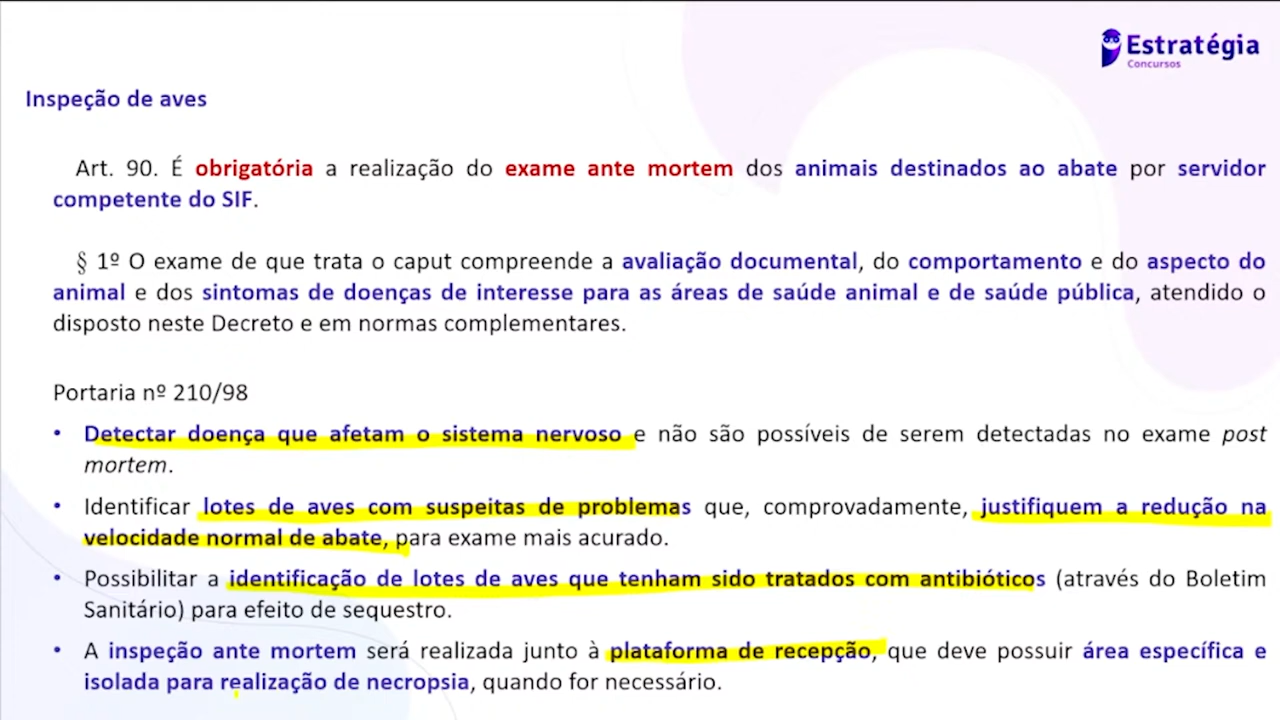 Estratégia
Concursos
Inspeção de aves
Art. 90. É obrigatória a realização do exame ante mortem dos animais destinados ao abate por servidor
competente do SIF.
§ 1º O exame de que trata o caput compreende a avaliação documental, do comportamento e do aspecto do
animal e dos sintomas de doenças de interesse para as áreas de saúde animal e de saúde pública, atendido o
disposto neste Decreto e em normas complementares.
Portaria nº 210/98
• Detectar doença que afetam o sistema nervoso e não são possíveis de serem detectadas no exame post
mortem.
• Identificar lotes de aves com suspeitas de problemas que, comprovadamente, justifiquem a redução na
velocidade normal de abate, para exame mais acurado.
• Possibilitar a identificação de lotes de aves que tenham sido tratados com antibióticos (através do Boletim
Sanitário) para efeito de sequestro.
• A inspeção ante mortem será realizada junto à plataforma de recepção, que deve possuir área específica e
isolada para realização de necropsia, quando for necessário.